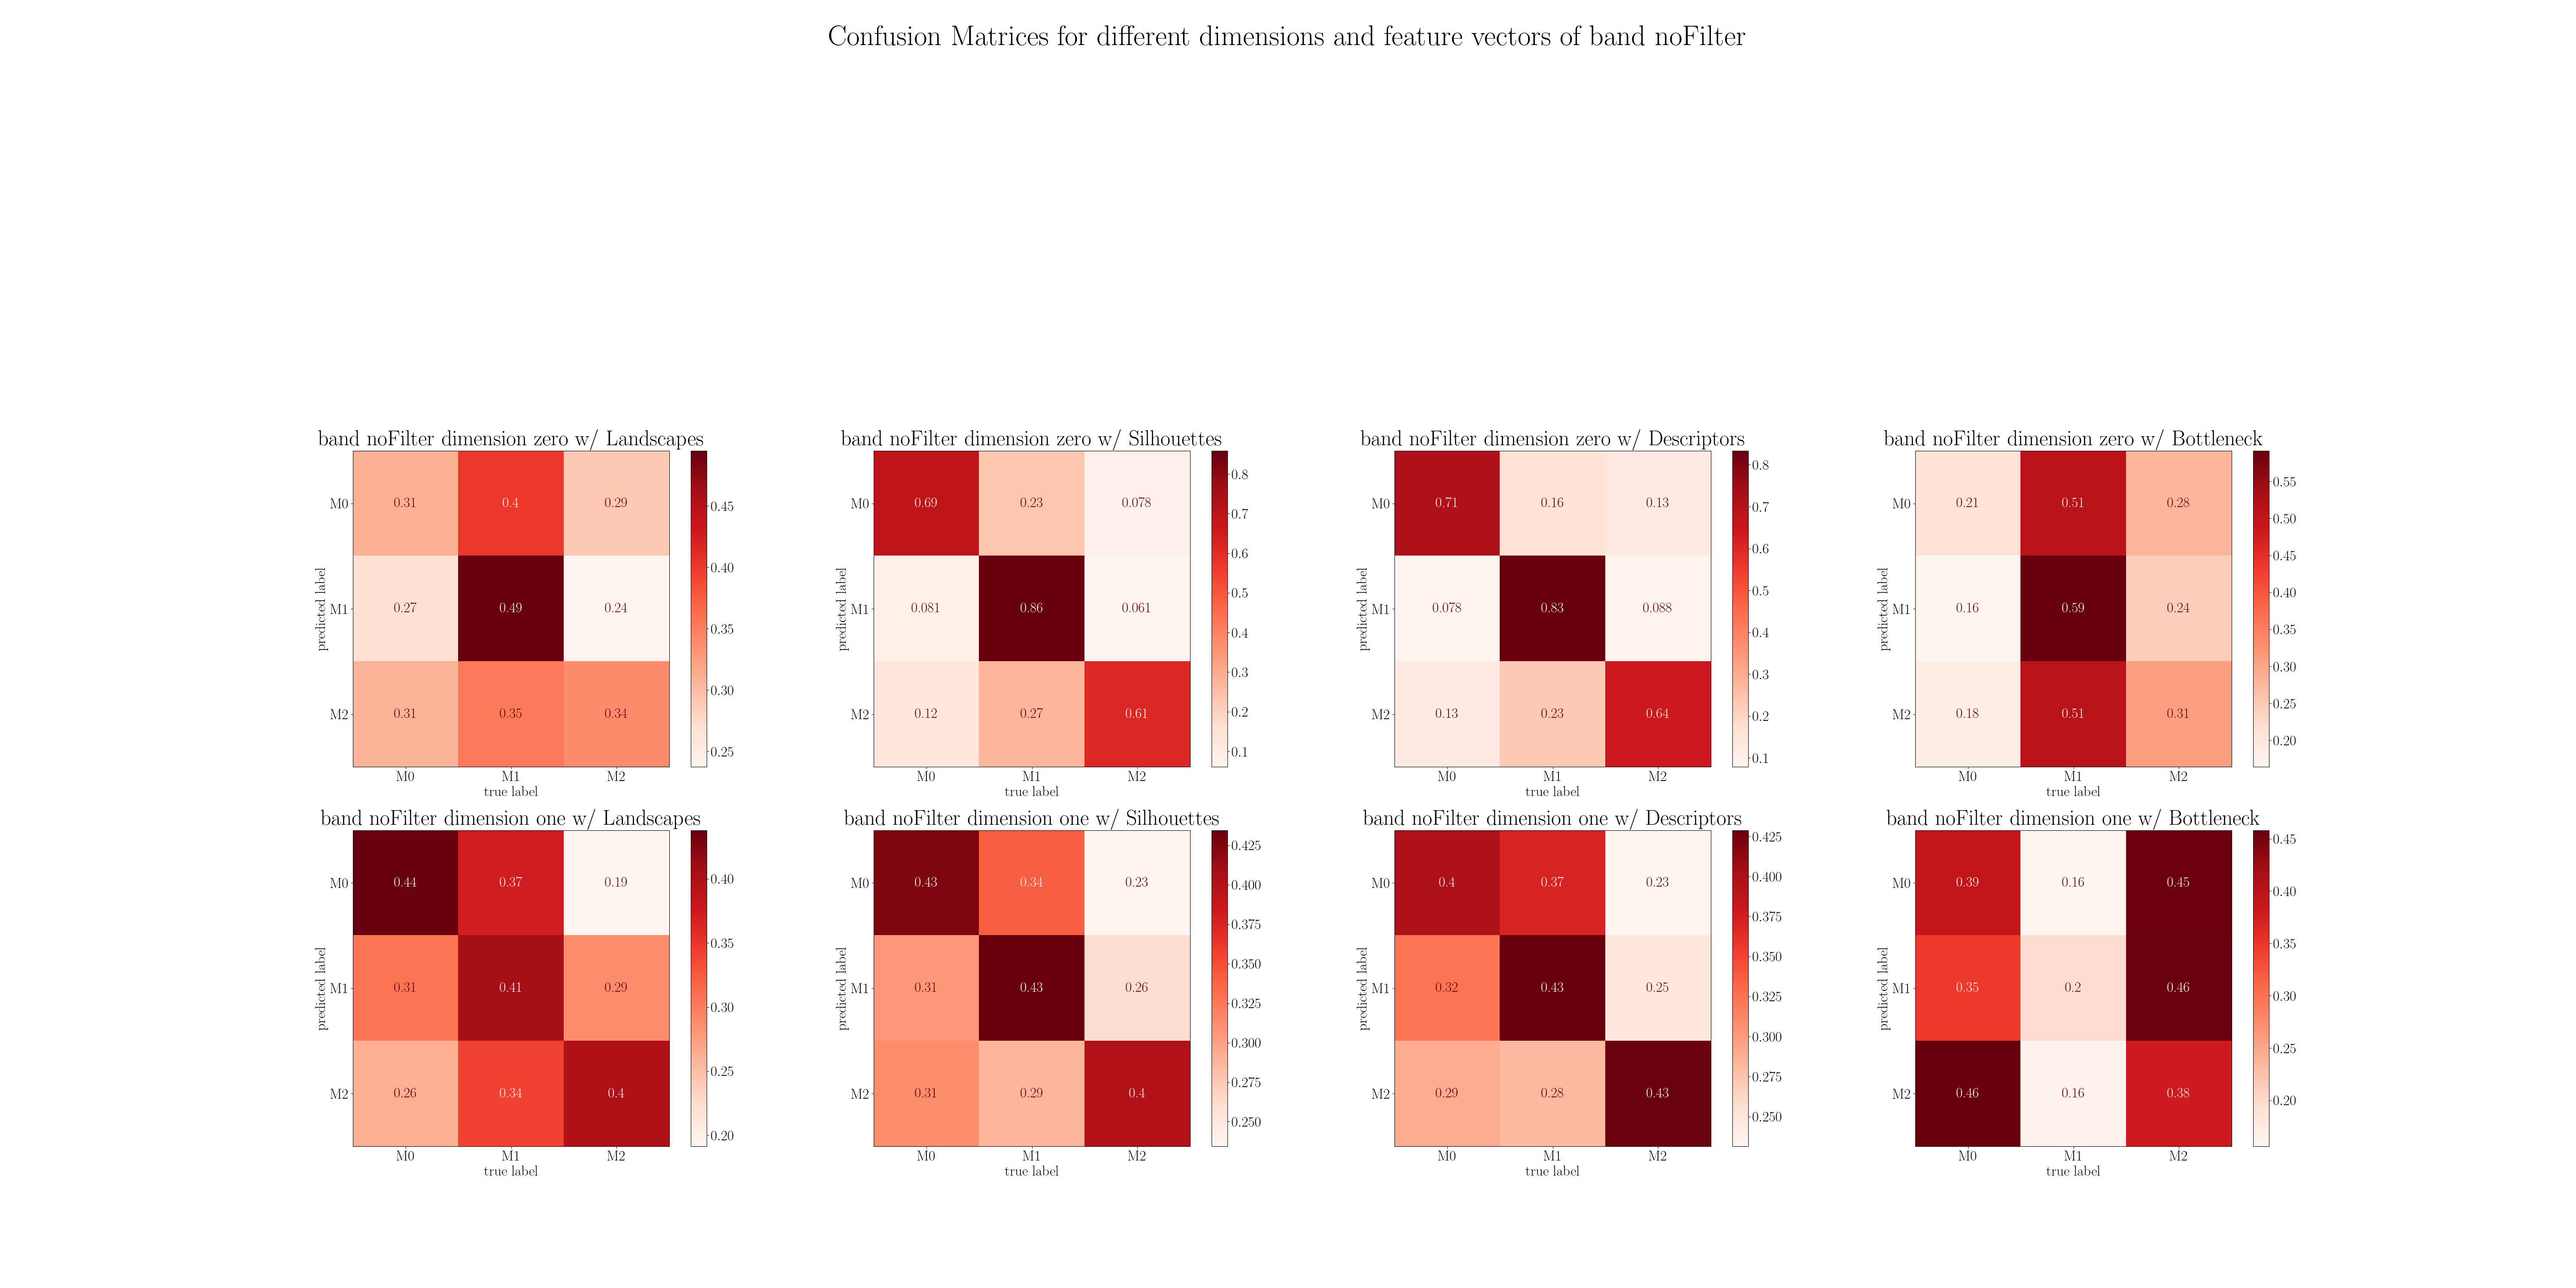 Confusion Matrices for different dimensions and feature vectors of band noFilter
band noFilter dimension zero w/ Landscapes
predicted label
M0 0.31 0.4 0.29
M1 0.27 0.49 0.24
M2 0.31 0.35 0.34
M0 M1 M2
true label
0.45
0.40
0.35
0.30
0.25
band noFilter dimension zero w/ Silhouettes
predicted label
M0 0.69 0.23 0.078
M1 0.081 0.86 0.061
M2 0.12 0.27 0.61
M0 M1 M2
true label
0.8
0.7
0.6
0.5
0.4
0.3
0.2
0.1
band noFilter dimension zero w/ Descriptors
predicted label
M0 0.71 0.16 0.13
M1 0.078 0.83 0.088
M2 0.13 0.23 0.64
M0 M1 M2
true label
0.8
0.7
0.6
0.5
0.4
0.3
0.2
0.1
band noFilter dimension zero w/ Bottleneck
predicted label
M0 0.21 0.51 0.28
M1 0.16 0.59 0.24
M2 0.18 0.51 0.31
M0 M1 M2
true label
0.55
0.50
0.45
0.40
0.35
0.30
0.25
0.20
band noFilter dimension one w/ Landscapes
predicted label
M0 0.44 0.37 0.19
M1 0.31 0.41 0.29
M2 0.26 0.34 0.4
M0 M1 M2
true label
0.40
0.35
0.30
0.25
0.20
band noFilter dimension one w/ Silhouettes
predicted label
M0 0.43 0.34 0.23
M1 0.31 0.43 0.26
M2 0.31 0.29 0.4
M0 M1 M2
true label
0.425
0.400
0.375
0.350
0.325
0.300
0.275
0.250
band noFilter dimension one w/ Descriptors
predicted label
M0 0.4 0.37 0.23
M1 0.32 0.43 0.25
M2 0.29 0.28 0.43
M0 M1 M2
true label
0.425
0.400
0.375
0.350
0.325
0.300
0.275
0.250
band noFilter dimension one w/ Bottleneck
predicted label
M0 0.39 0.16 0.45
M1 0.35 0.2 0.46
M2 0.46 0.16 0.38
M0 M1 M2
true label
0.45
0.40
0.35
0.30
0.25
0.20